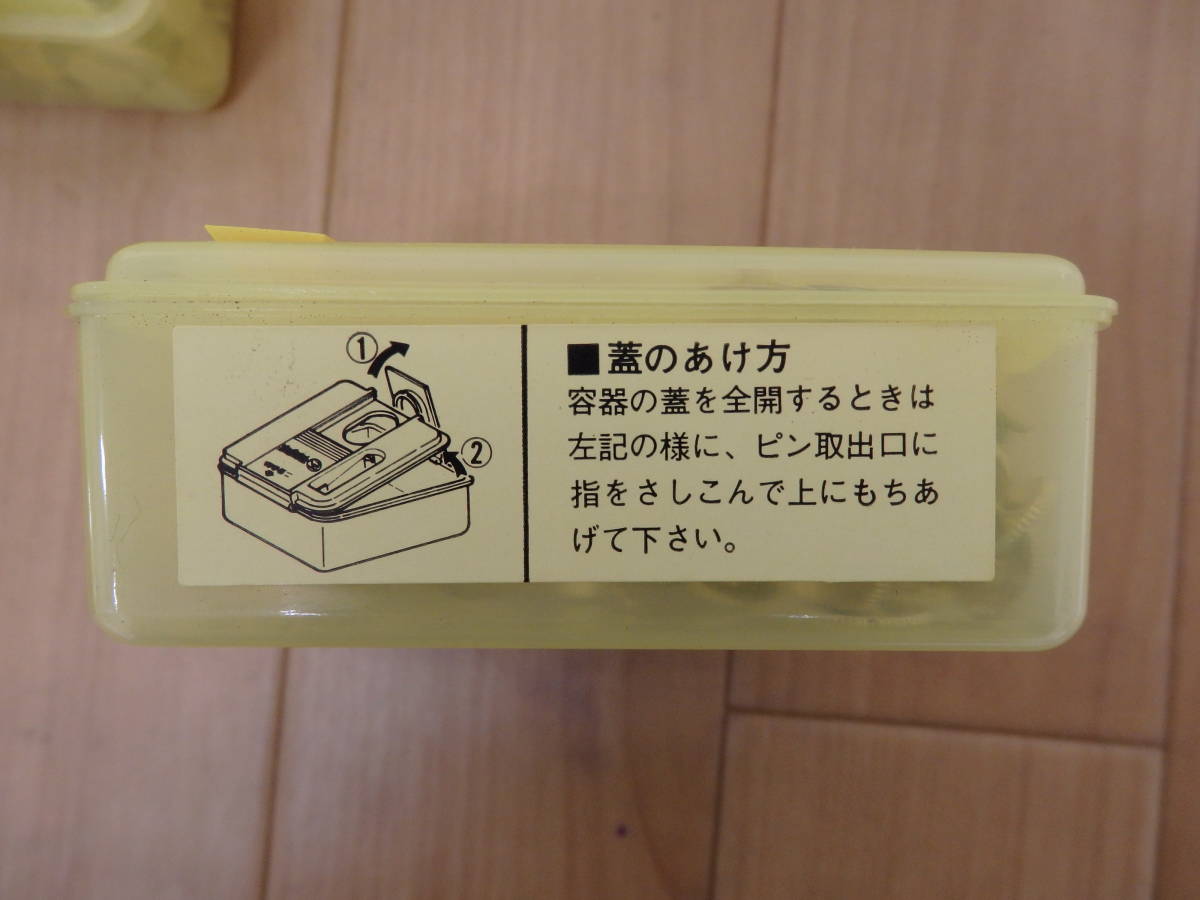 ①
②
■蓋のあけ方
容器の蓋を全開するときは
左記の様に、ピン取出口に
指をさしこんで上にもちあ
げて下さい。